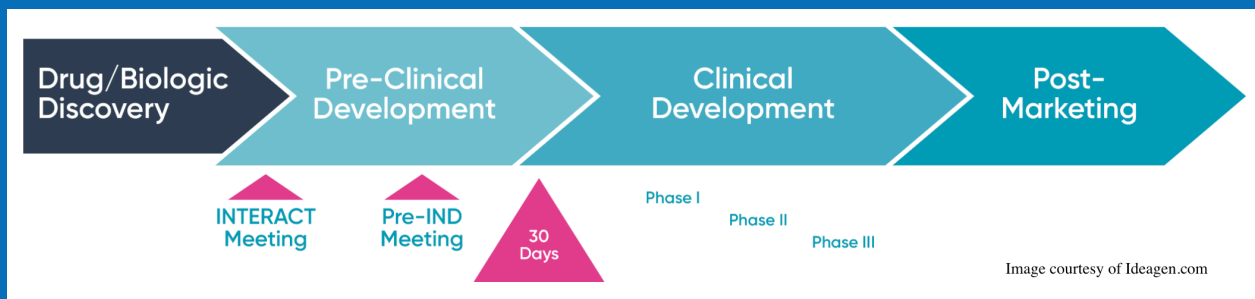 Drug/Biologic
Discovery
Pre-Clinical
Development
Clinical
Development
Post-
Marketing
INTERACT
Meeting
Pre-IND
Meeting
30
Days
Phase I
Phase II
Phase III
Image courtesy of Ideagen.com